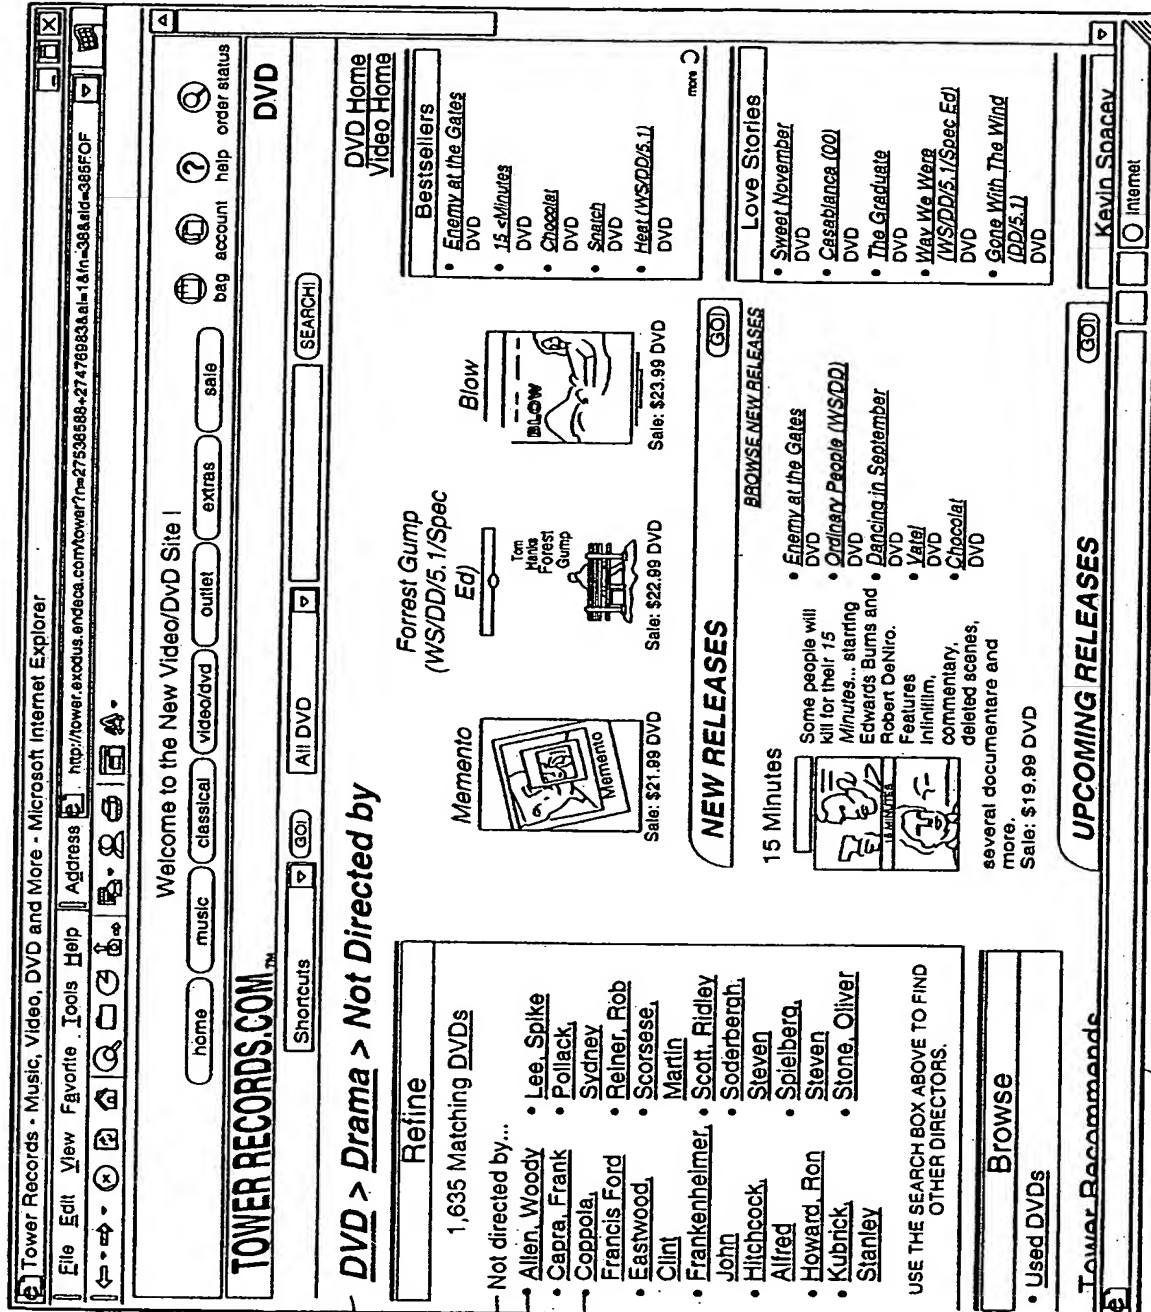 Tower Records - Music, Video, DVD and More - Microsoft Internet Explorer
File Edit View Favorite Tools Help Address http://tower.exodus.endeca.com/tower?n=27538588+27476983&al=1&fn=38&aid=385FOF
Welcome to the New Video/DvD Site !
home music classical video/dvd outlet extras sale
bag account help order status
TOWER RECORDS.COM™
DVD
Shortcuts GO! All DVD SEARCH!
DVD > Drama > Not Directed by
DVD Home
Video Home
Refine
1,635 Matching DVDs
Not directed by...
• Allen, Woody
• Capra, Frank
• Coppola,
Francis Ford
• Eastwood,
Clint
• Frankenheimer,
John
• Hitchcock,
Alfred
• Howard, Ron
• Kubrick,
Stanley
• Lee, Spike
• Pollack,
Sydney
• Reiner, Rob
• Scorsese,
Martin
• Scott, Ridley
• Soderbergh,
Steven
• Spielberg,
Steven
• Stone, Oliver
USE THE SEARCH BOX ABOVE TO FIND
OTHER DIRECTORS.
Browse
• Used DVDs
Tower Recommends
Memento
Memento
Sale: $21.99 DVD
Forrest Gump
(WS/DD/5.1/Spec
Ed)
Tom
Hanks
Forest
Gump
Sale: $22.99 DVD
Blow
BLOW
Sale: $23.99 DVD
NEW RELEASES GO!
BROWSE NEW RELEASES
15 Minutes
15 MINUTES
Some people will
kill for their 15
Minutes... starring
Edwards Burns and
Robert DeNiro.
Features
Infinifilm,
commentary,
deleted scenes,
several documentare and
more.
Sale: $19.99 DVD
• Enemy at the Gates
DVD
• Ordinary People (WS/DD)
DVD
• Dancing in September
DVD
• Vatel
DVD
• Chocolat
DVD
UPCOMING RELEASES GO!
Bestsellers
• Enemy at the Gates
DVD
• 15 <Minutes
DVD
• Chocolat
DVD
• Snatch
DVD
• Heat (WS/DD/5.1)
DVD
more
Love Stories
• Sweet November
DVD
• Casablanca (DD)
DVD
• The Graduate
DVD
• Way We Were
(WS/DD/5.1/Spec Ed)
DVD
• Gone With The Wind
(DD/5.1)
DVD
Kevin Spacey
Internet